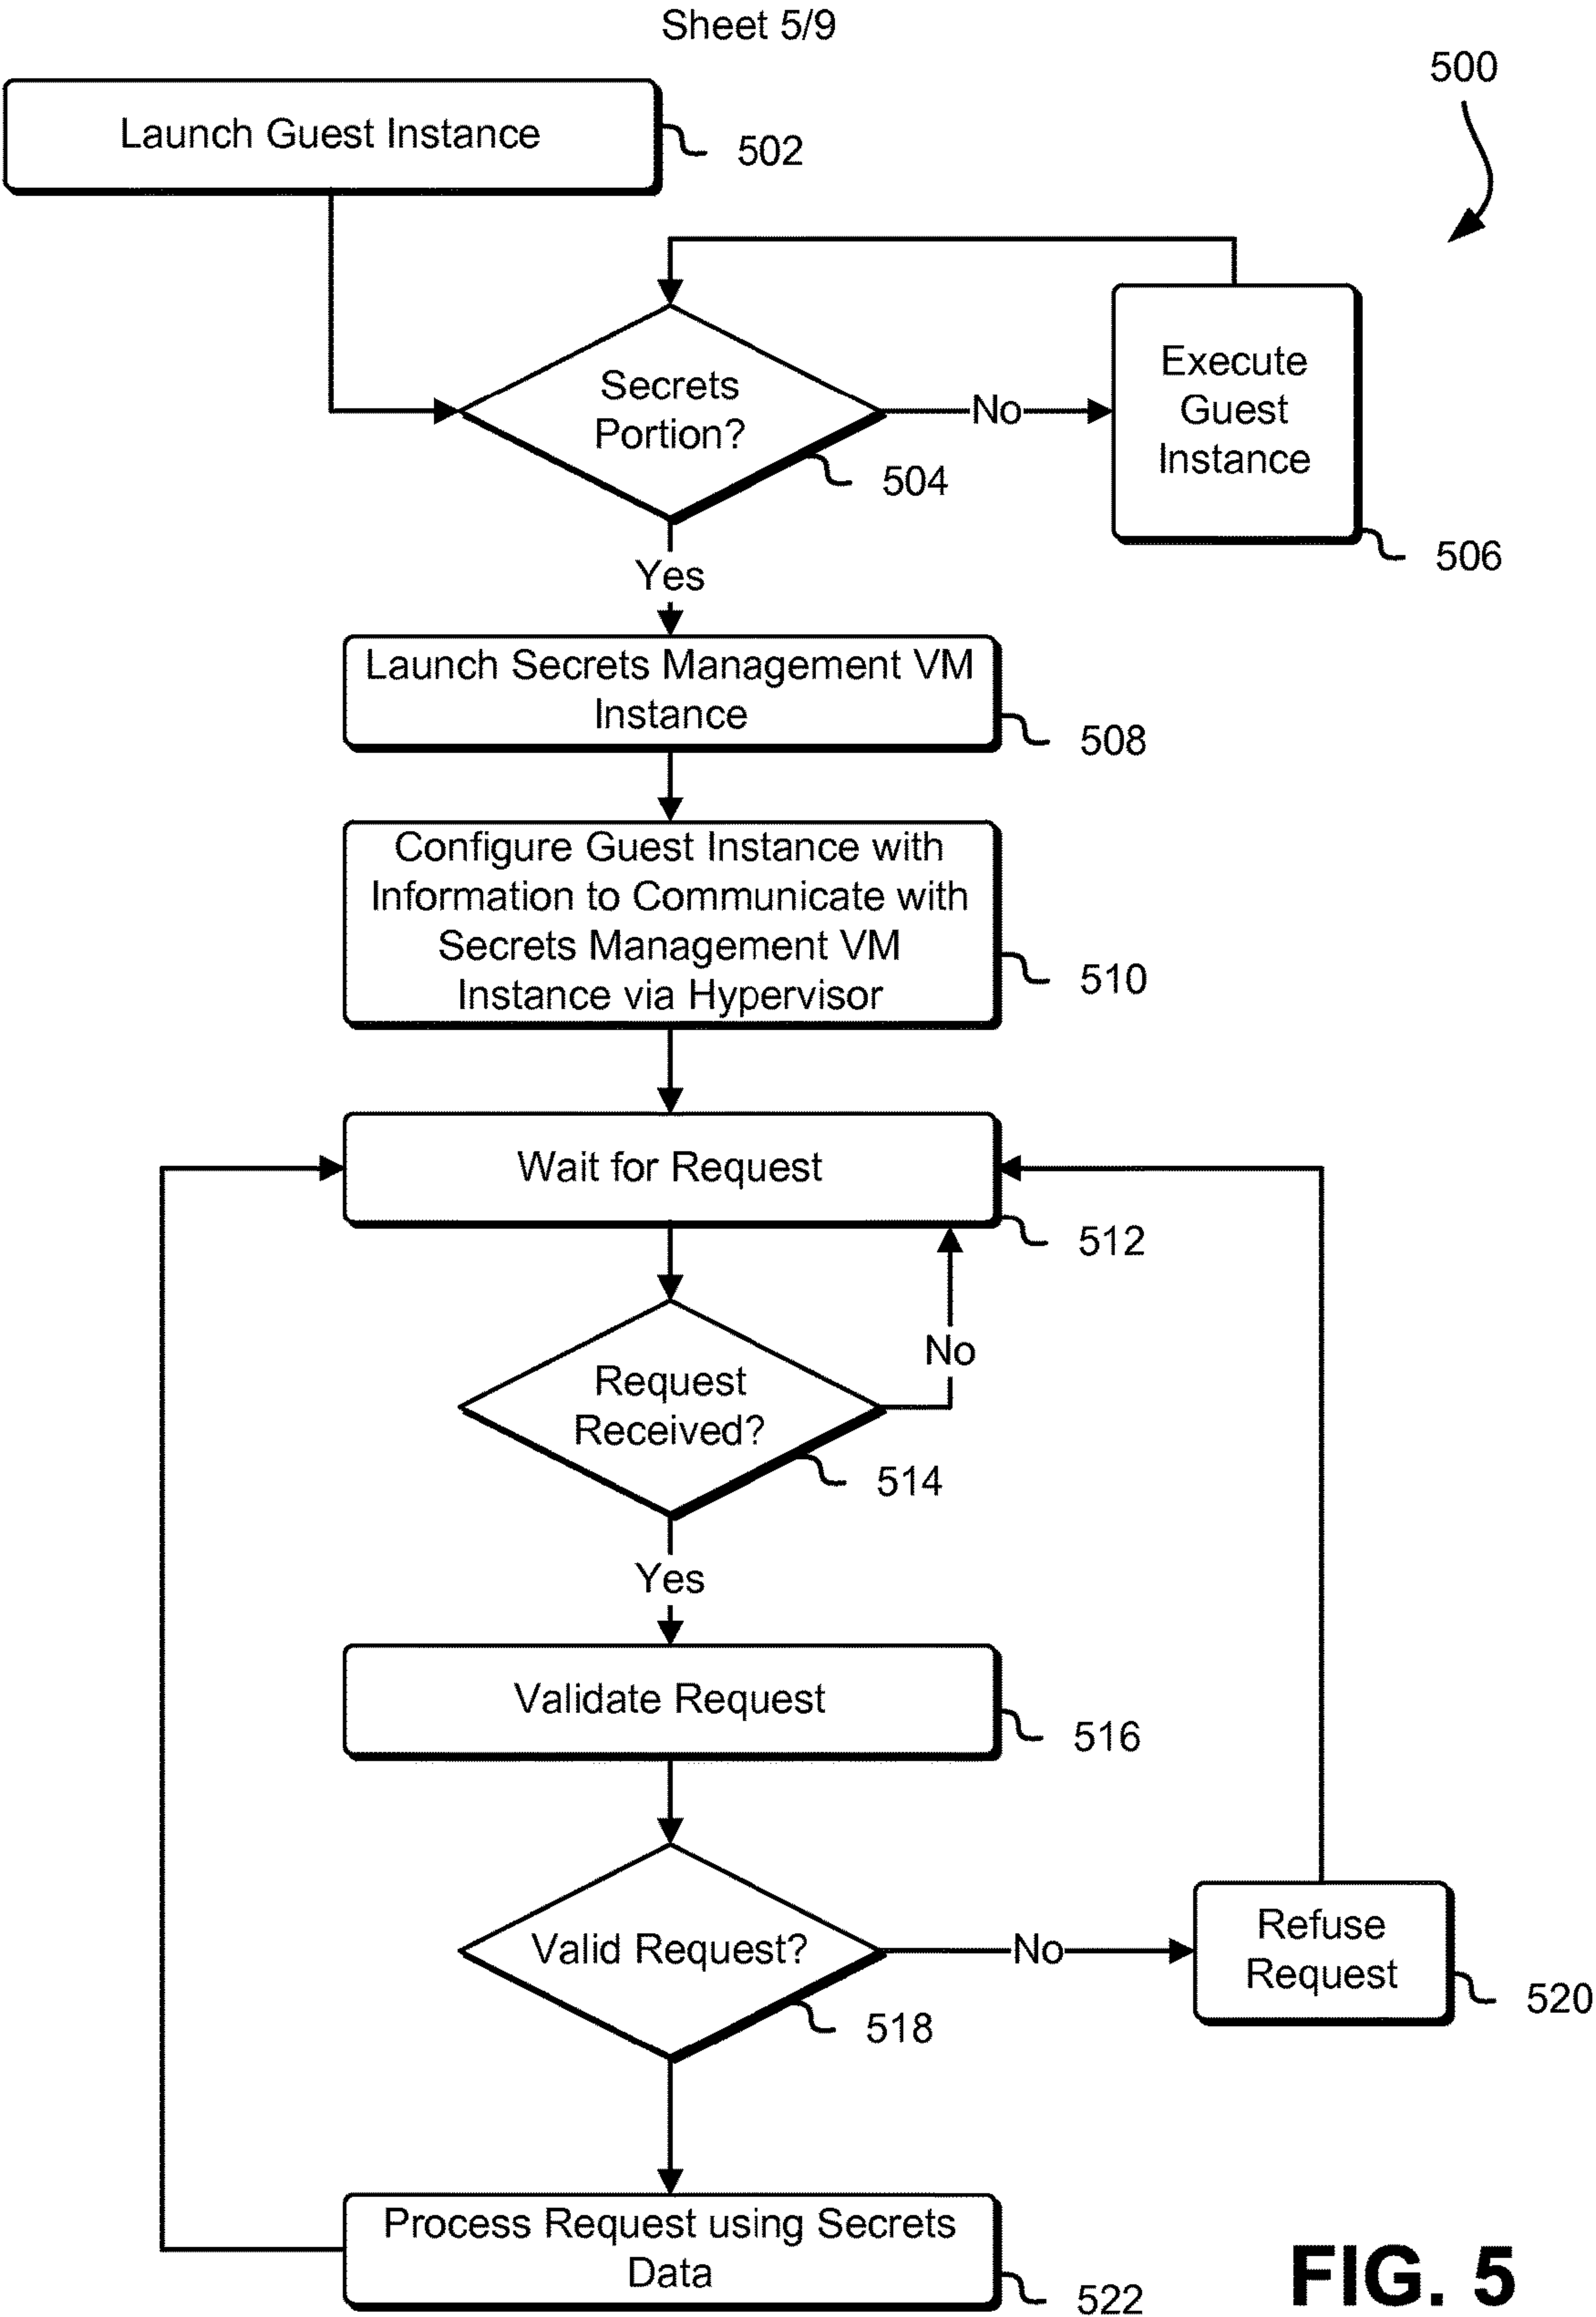 Sheet 5/9
500
Launch Guest Instance
502
Secrets
Portion?
504
No
Execute
Guest
Instance
506
Yes
Launch Secrets Management VM
Instance
508
Configure Guest Instance with
Information to Communicate with
Secrets Management VM
Instance via Hypervisor
510
Wait for Request
512
Request
Received?
514
No
Yes
Validate Request
516
Valid Request?
518
No
Refuse
Request
520
Process Request using Secrets
Data
522
FIG. 5